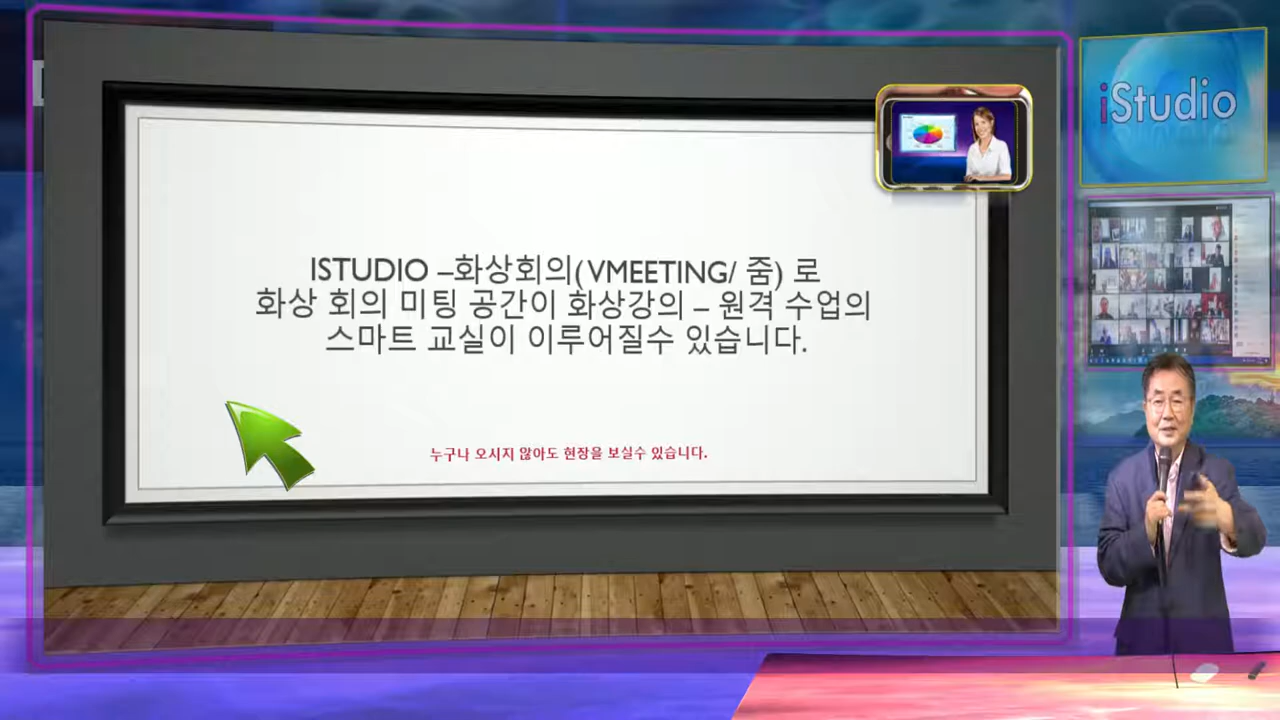 ISTUDIO –화상회의( VMEETING/ 줌) 로
화상 회의 미팅 공간이 화상강의 – 원격 수업의
스마트 교실이 이루어질수 있습니다.
누구나 오시지 않아도 현장을 보실수 있습니다.
iStudio